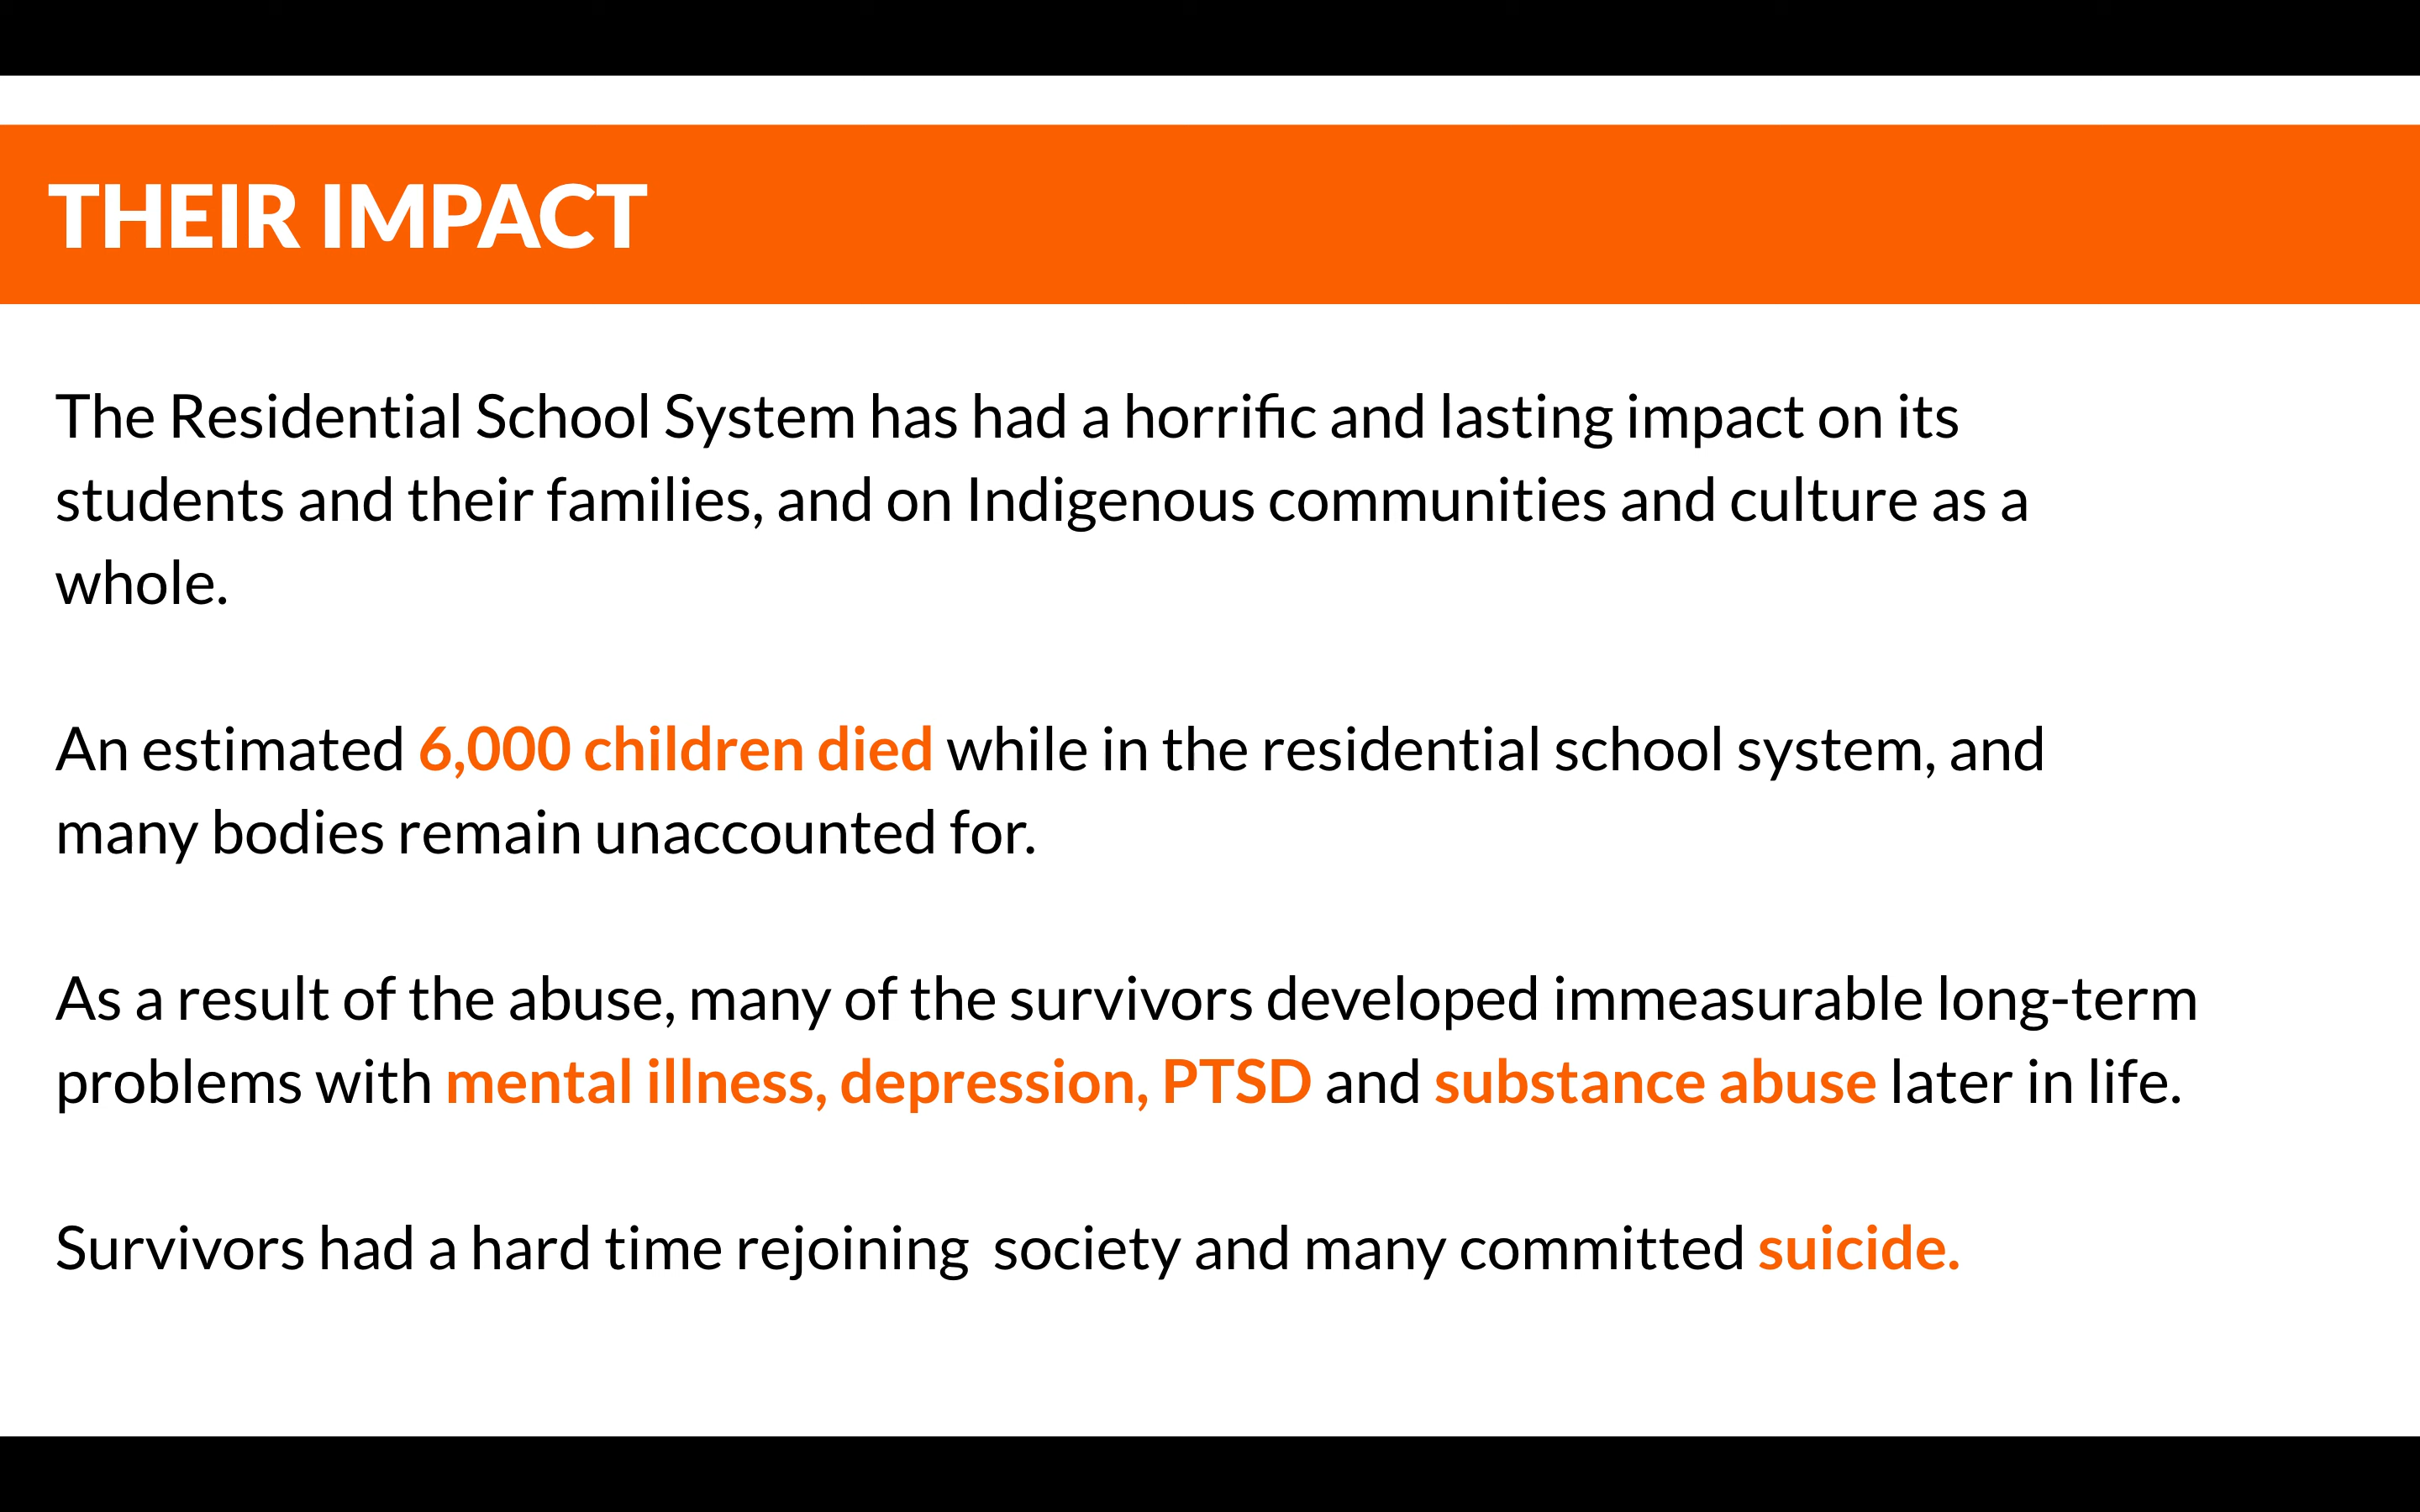 THEIR IMPACT
The Residential School System has had a horrific and lasting impact on its
students and their families, and on Indigenous communities and culture as a
whole.
An estimated 6,000 children died while in the residential school system, and
many bodies remain unaccounted for.
As a result of the abuse, many of the survivors developed immeasurable long-term
problems with mental illness, depression, PTSD and substance abuse later in life.
Survivors had a hard time rejoining  society and many committed suicide.